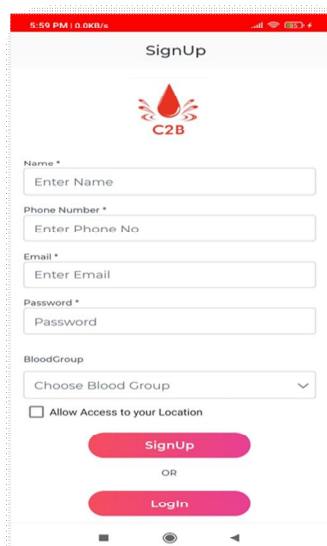 5:59 PM | 0.0KB/s
SignUp
C2B
Name *
Enter Name
Phone Number *
Enter Phone No
Email *
Enter Email
Password *
Password
BloodGroup
Choose Blood Group
Allow Access to your Location
SignUp
OR
LogIn